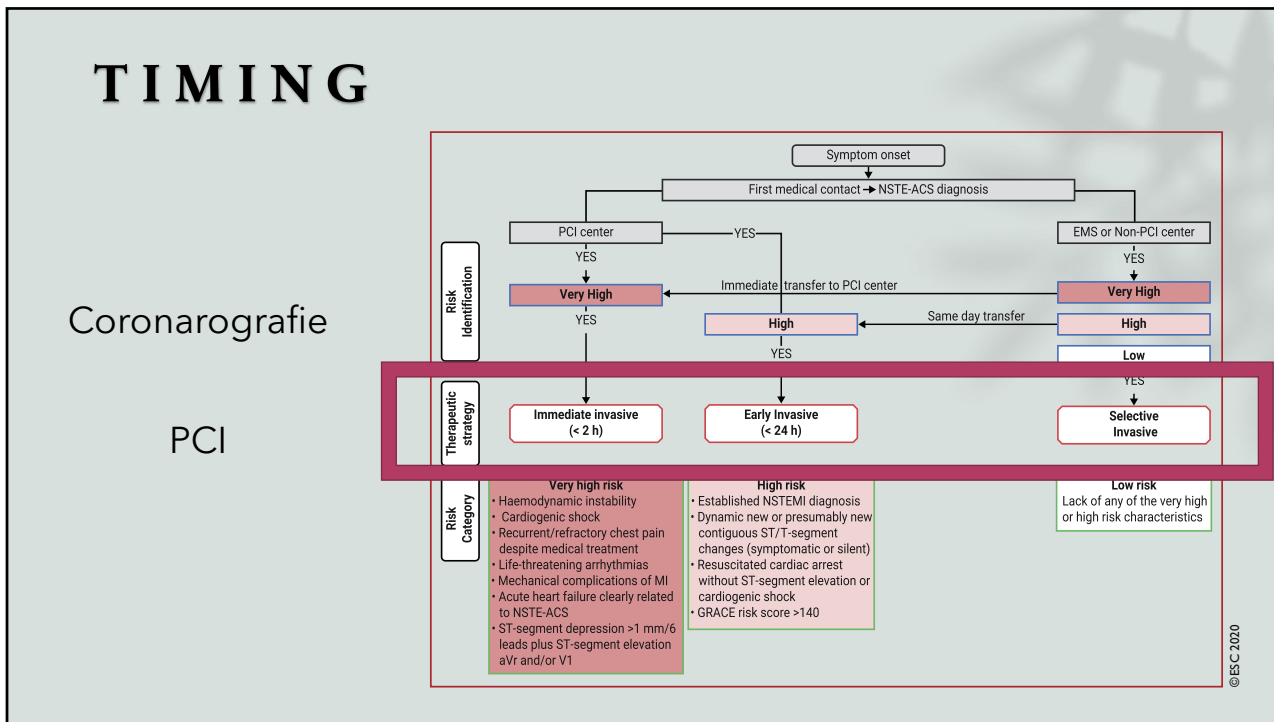 TIMING
Coronarografie
PCI
Symptom onset
First medical contact → NSTE-ACS diagnosis
PCI center
YES
EMS or Non-PCI center
YES
YES
Risk
Identification
Very High
Immediate transfer to PCI center
Very High
YES
High
Same day transfer
High
YES
Low
YES
Therapeutic
strategy
Immediate invasive
(< 2 h)
Early Invasive
(< 24 h)
Selective
Invasive
Risk
Category
Very high risk
• Haemodynamic instability
• Cardiogenic shock
• Recurrent/refractory chest pain
despite medical treatment
• Life-threatening arrhythmias
• Mechanical complications of MI
• Acute heart failure clearly related
to NSTE-ACS
• ST-segment depression >1 mm/6
leads plus ST-segment elevation
aVr and/or V1
High risk
• Established NSTEMI diagnosis
• Dynamic new or presumably new
contiguous ST/T-segment
changes (symptomatic or silent)
• Resuscitated cardiac arrest
without ST-segment elevation or
cardiogenic shock
• GRACE risk score >140
Low risk
Lack of any of the very high
or high risk characteristics
©ESC 2020